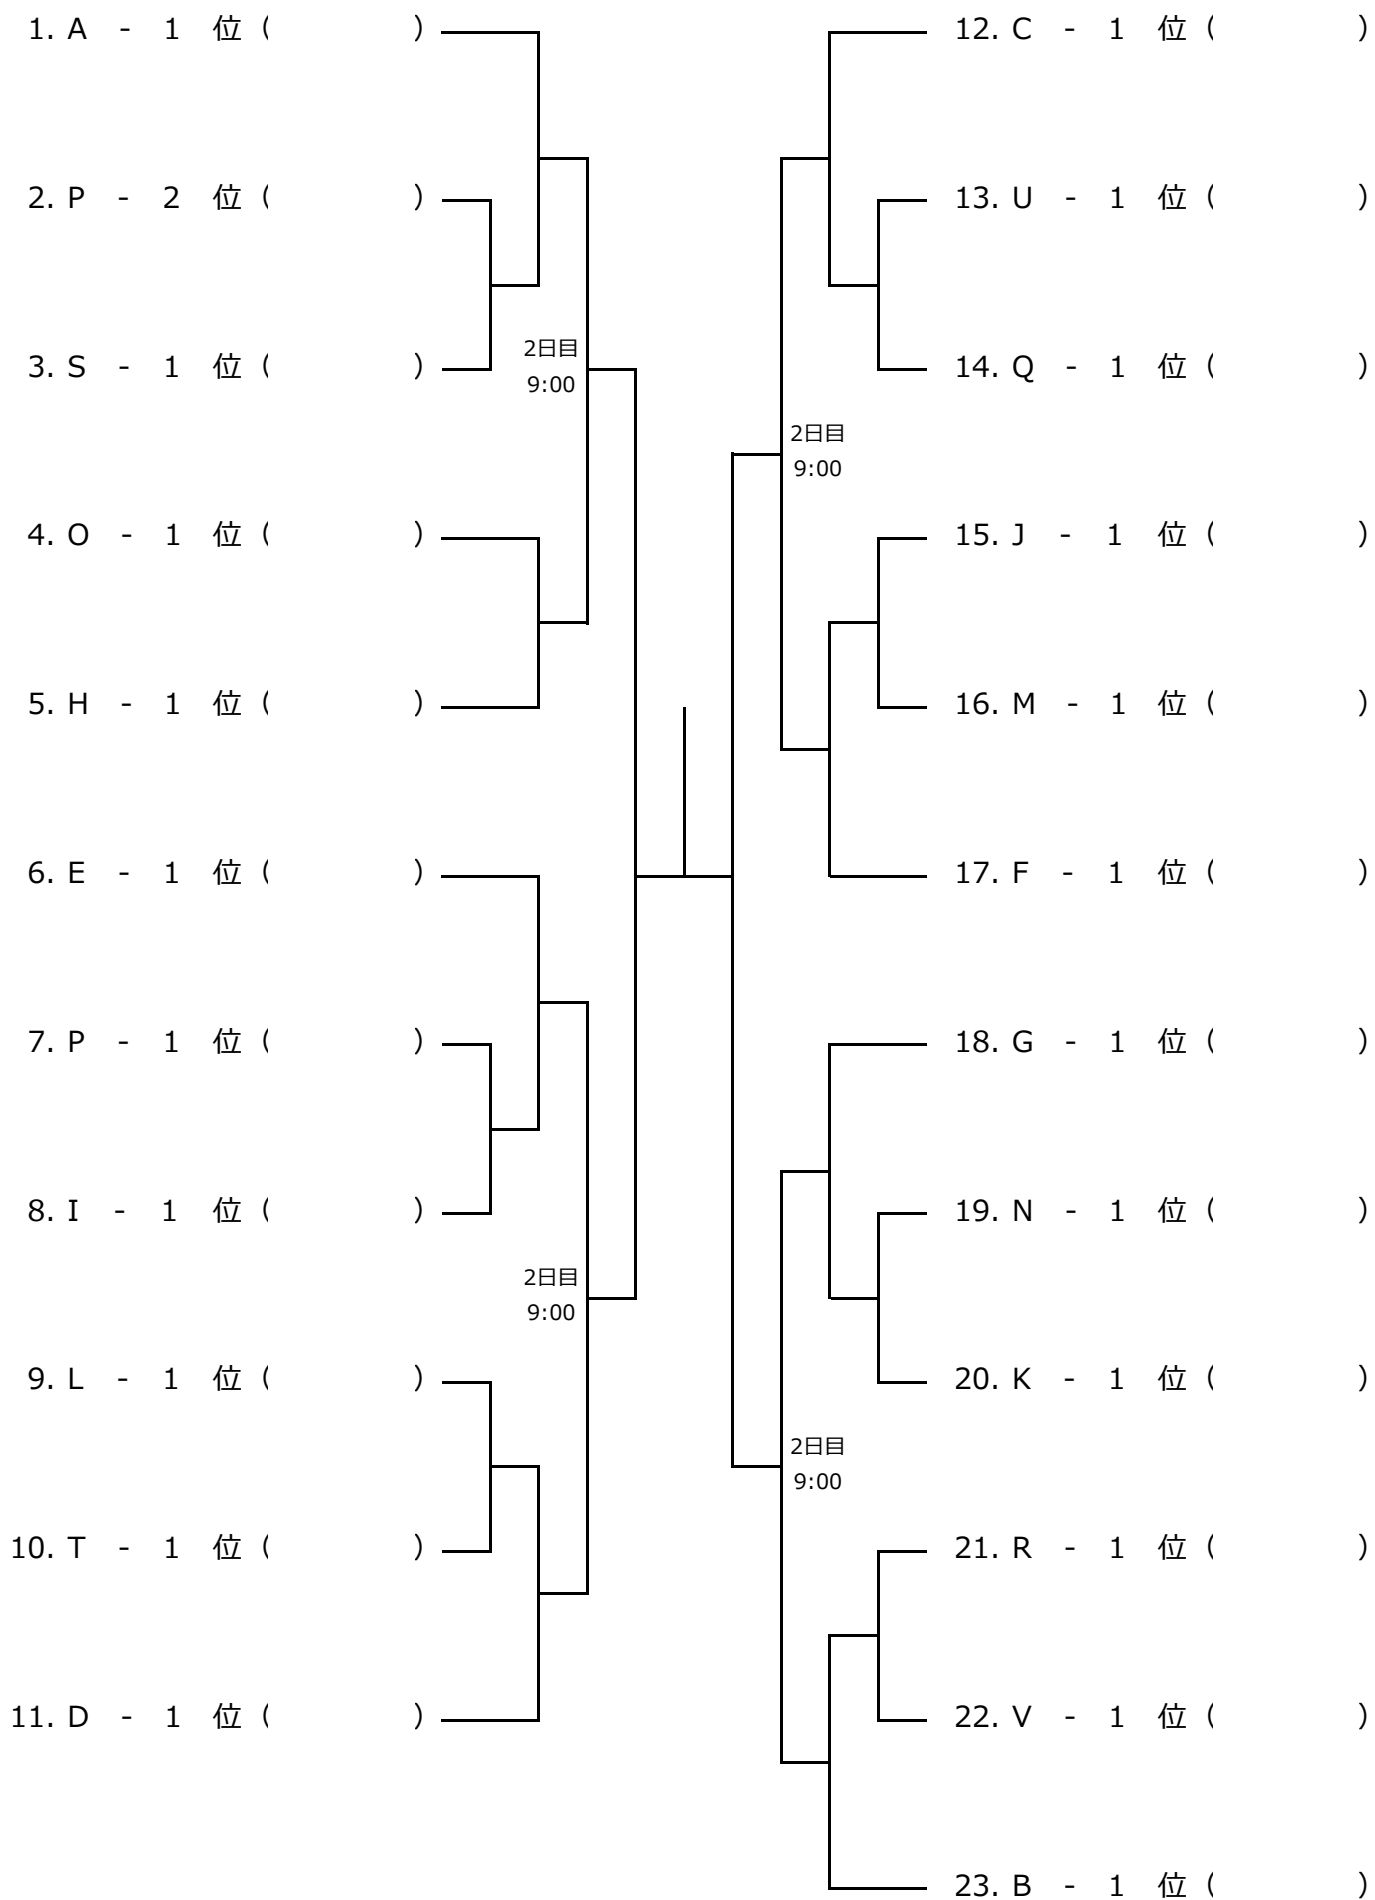 1. A - 1 位 ( )
2. P - 2 位 ( )
3. S - 1 位 ( )
2日目
9:00
4. O - 1 位 ( )
5. H - 1 位 ( )
6. E - 1 位 ( )
7. P - 1 位 ( )
8. I - 1 位 ( )
2日目
9:00
9. L - 1 位 ( )
10. T - 1 位 ( )
11. D - 1 位 ( )
12. C - 1 位 ( )
13. U - 1 位 ( )
14. Q - 1 位 ( )
2日目
9:00
15. J - 1 位 ( )
16. M - 1 位 ( )
17. F - 1 位 ( )
18. G - 1 位 ( )
19. N - 1 位 ( )
20. K - 1 位 ( )
2日目
9:00
21. R - 1 位 ( )
22. V - 1 位 ( )
23. B - 1 位 ( )